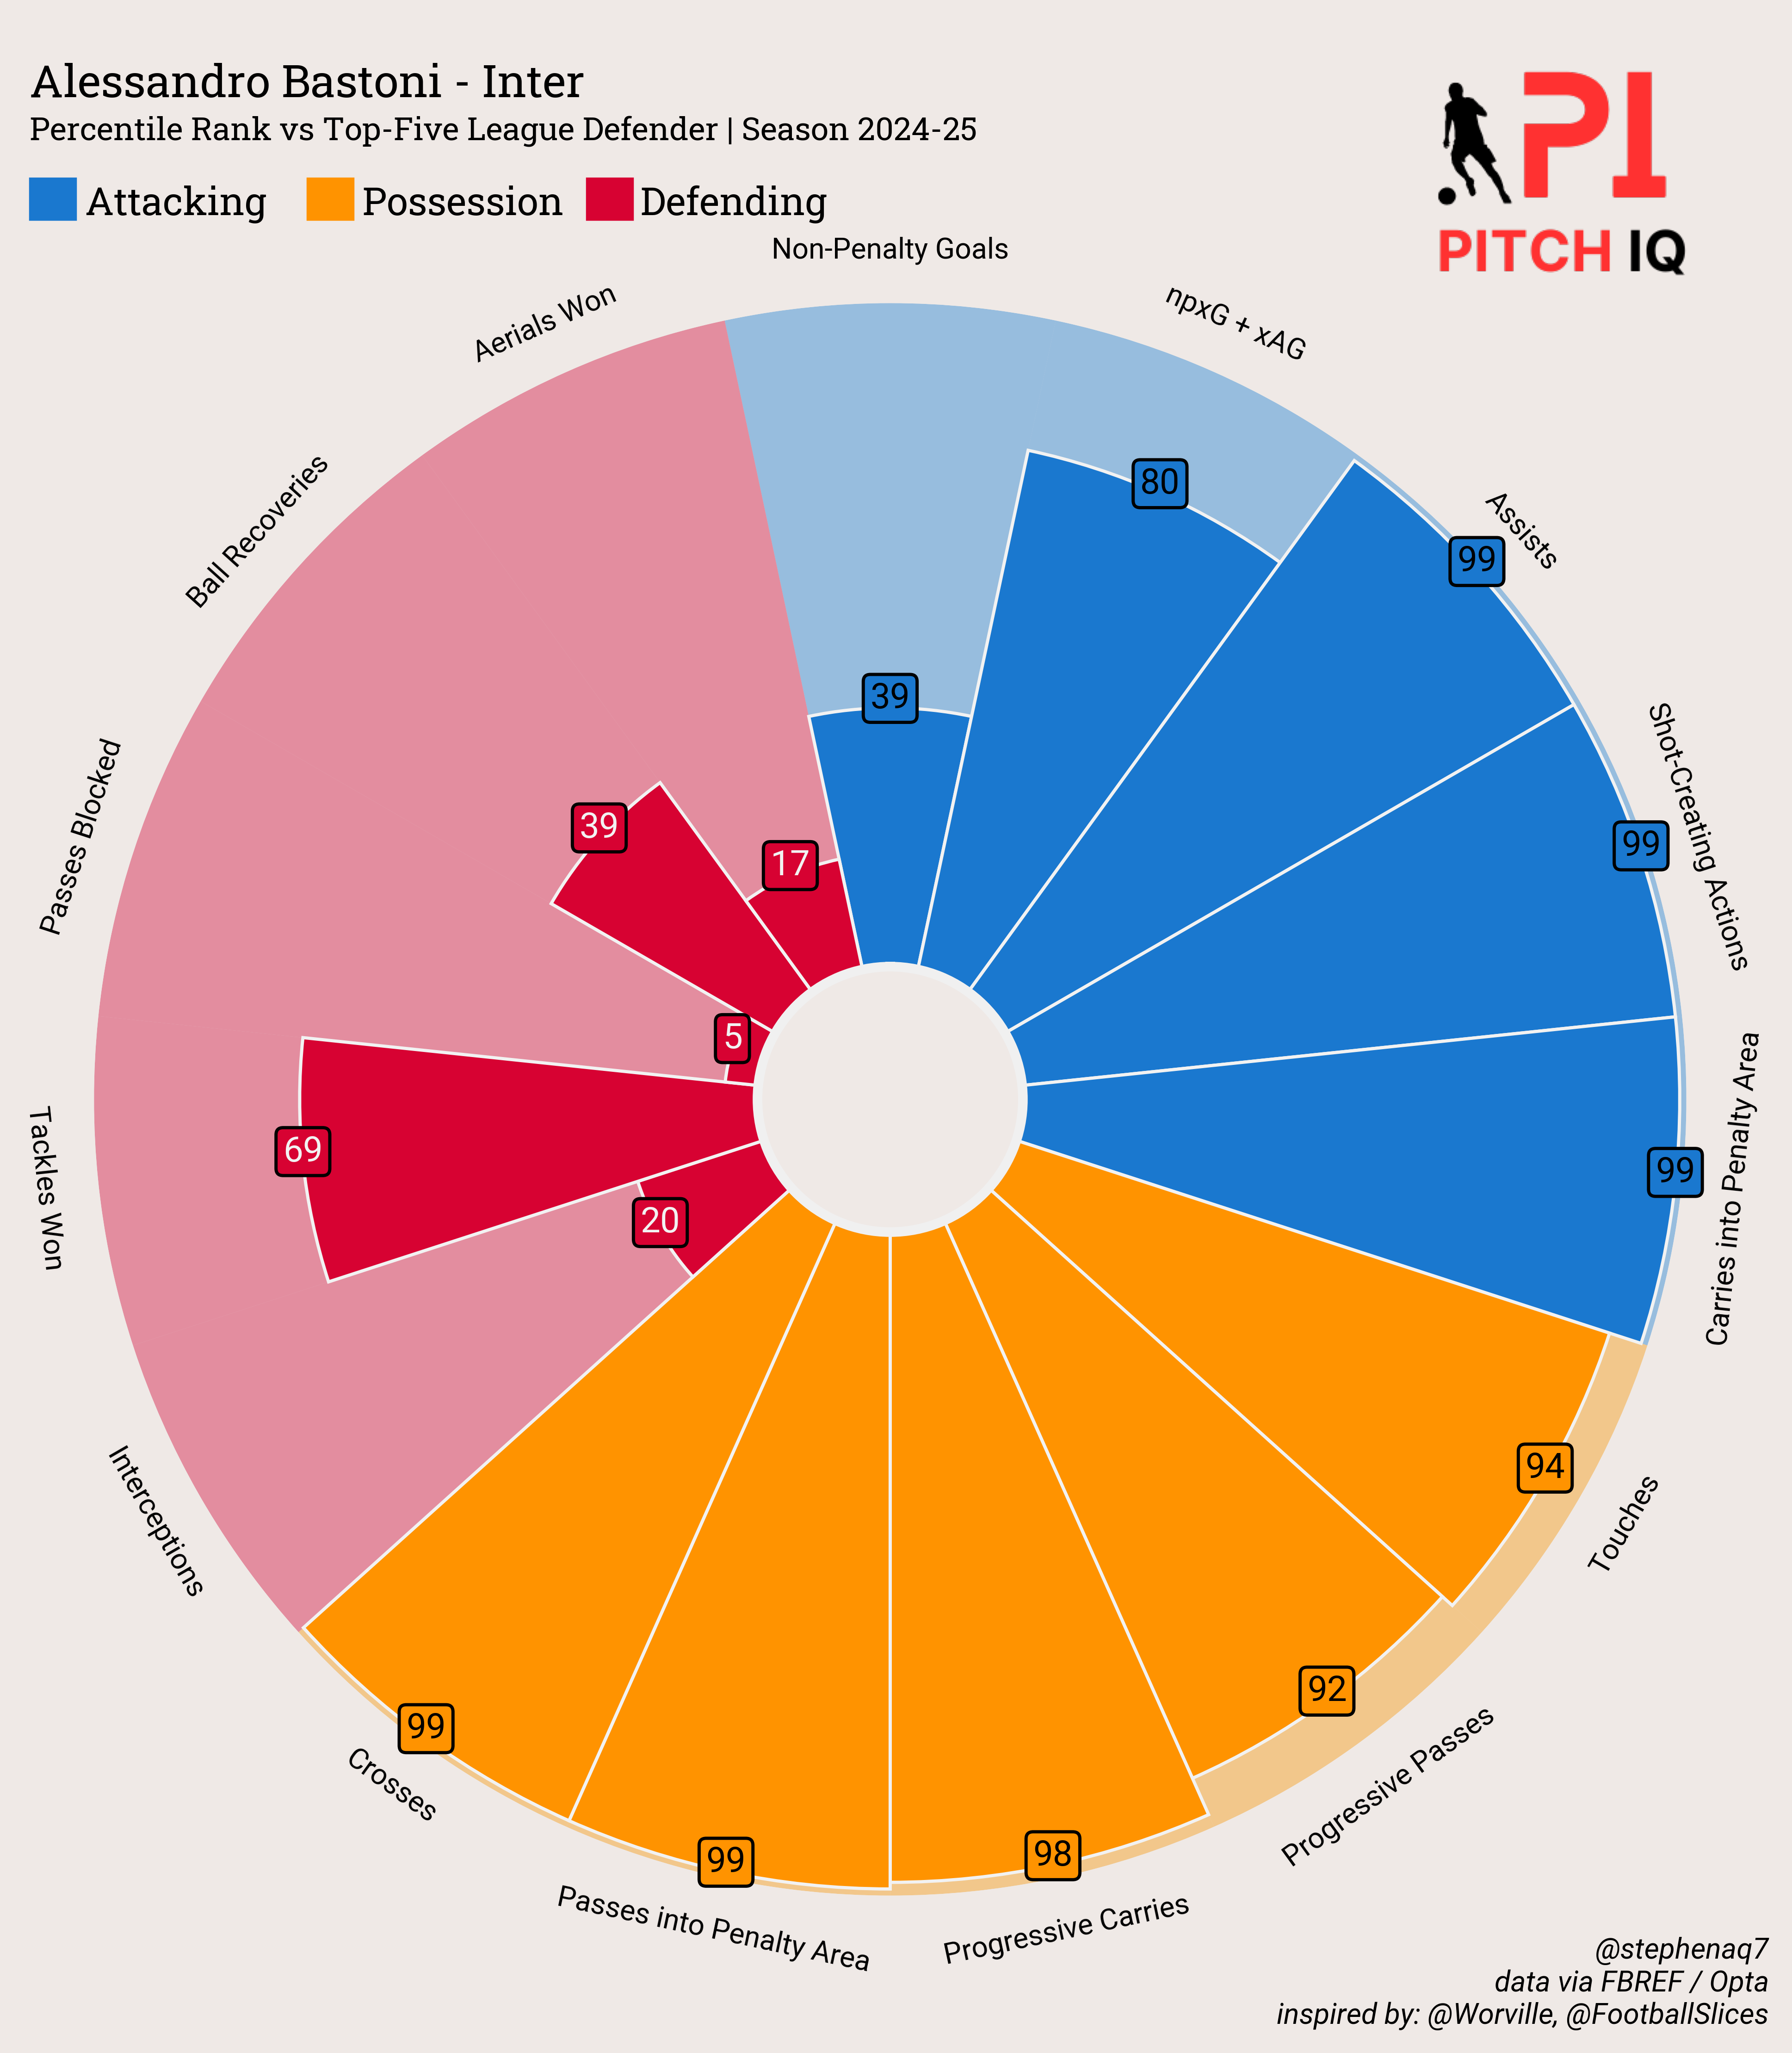 Alessandro Bastoni - Inter
Percentile Rank vs Top-Five League Defender | Season 2024-25
Attacking Possession Defending
PI
PITCH IQ
Non-Penalty Goals
39
npxG + xAG
80
Assists
99
Shot-Creating Actions
99
Carries into Penalty Area
99
Touches
94
Progressive Passes
92
Progressive Carries
98
Passes into Penalty Area
99
Crosses
99
Interceptions
20
Tackles Won
69
Passes Blocked
5
Ball Recoveries
39
Aerials Won
17
@stephenaq7
data via FBREF / Opta
inspired by: @Worville, @FootballSlices